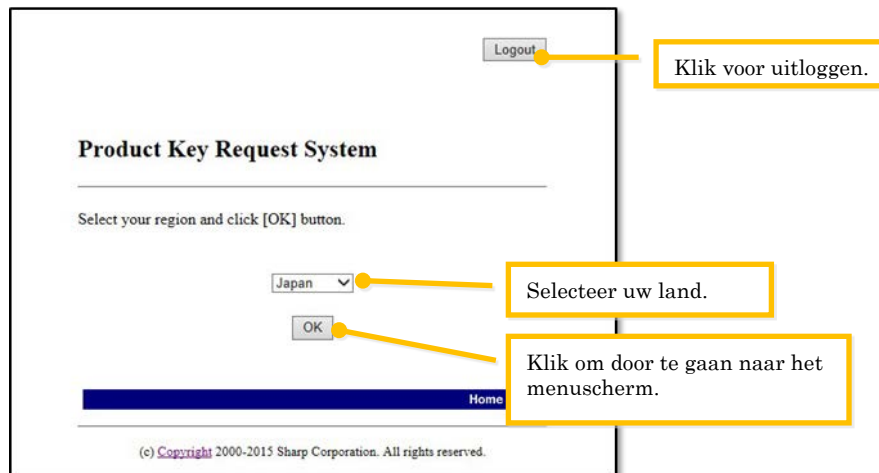 Logout
Klik voor uitloggen.
Product Key Request System
Select your region and click [OK] button.
Japan
Selecteer uw land.
OK
Klik om door te gaan naar het
menuscherm.
Home
(c) Copyright 2000-2015 Sharp Corporation. All rights reserved.